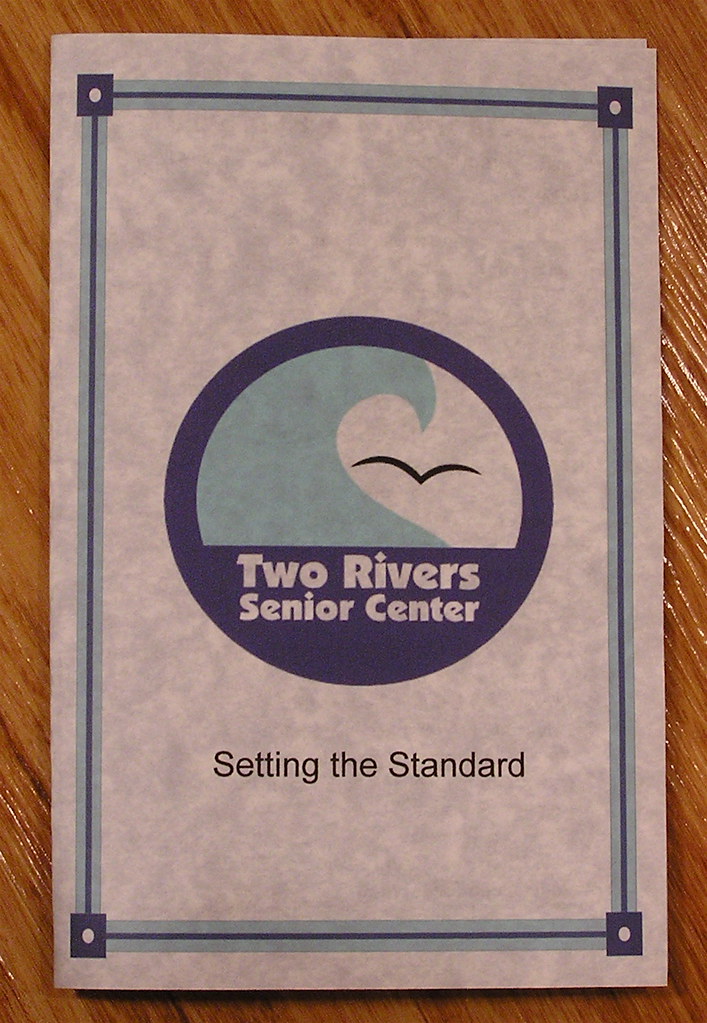 Two Rivers
Senior Center
Setting the Standard